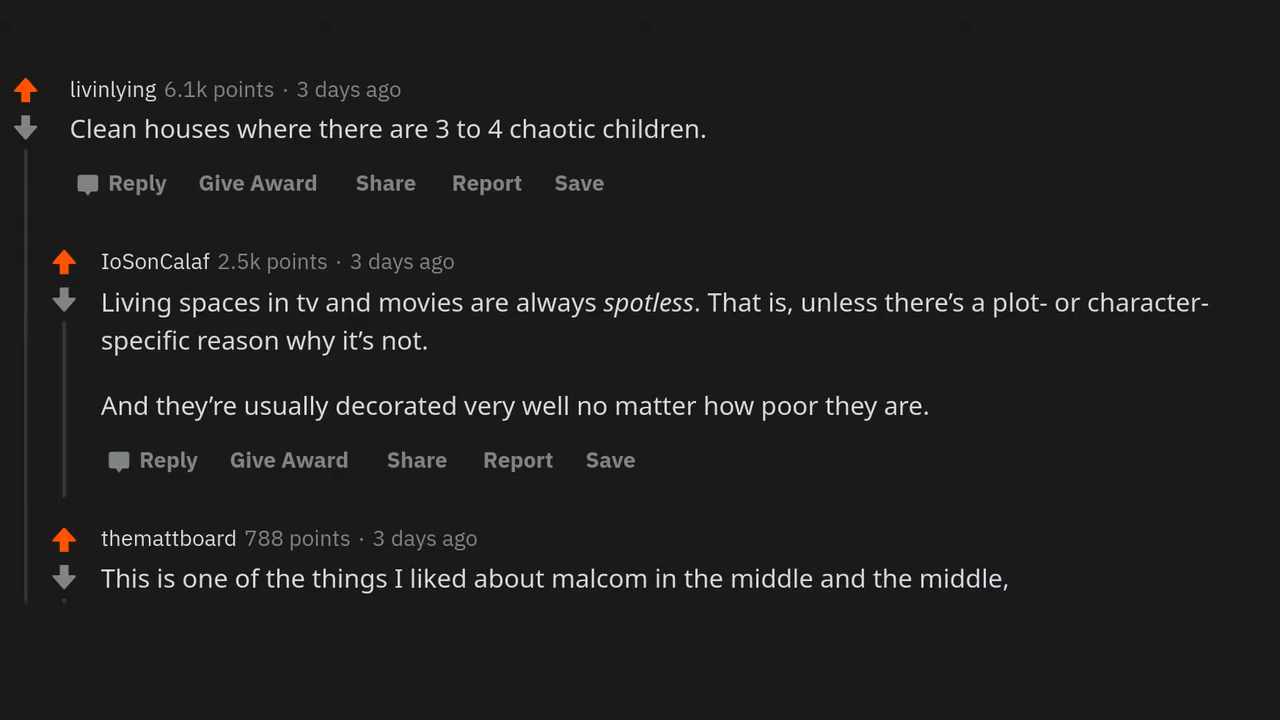 livinlying 6.1k points · 3 days ago
Clean houses where there are 3 to 4 chaotic children.
Reply Give Award Share Report Save
IoSonCalaf 2.5k points · 3 days ago
Living spaces in tv and movies are always spotless. That is, unless there’s a plot- or character-
specific reason why it’s not.
And they’re usually decorated very well no matter how poor they are.
Reply Give Award Share Report Save
themattboard 788 points · 3 days ago
This is one of the things I liked about malcom in the middle and the middle,